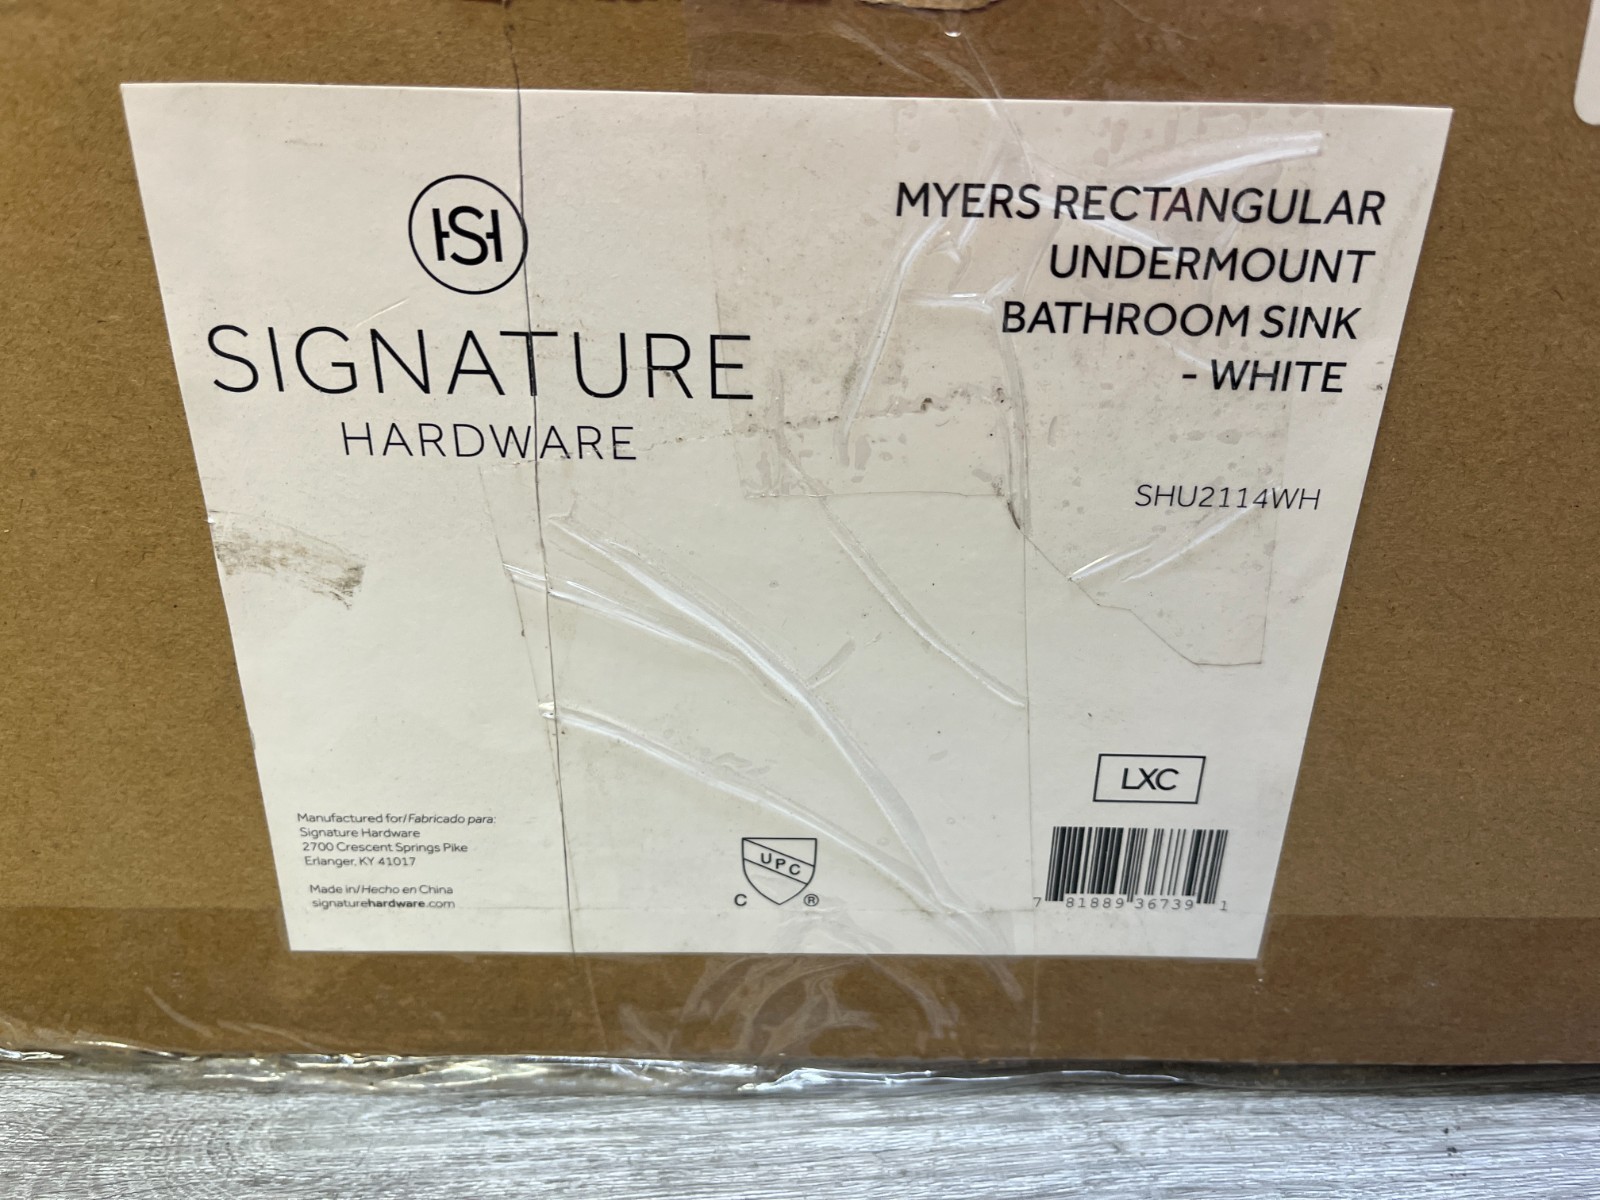 HSH
SIGNATURE
HARDWARE
MYERS RECTANGULAR
UNDERMOUNT
BATHROOM SINK
- WHITE
SHU2114WH
Manufactured for/Fabricado para:
Signature Hardware
2700 Crescent Springs Pike
Erlanger, KY 41017
Made in/Hecho en China
signaturehardware.com
UPC
C ®
LXC
7 81889 36739 1